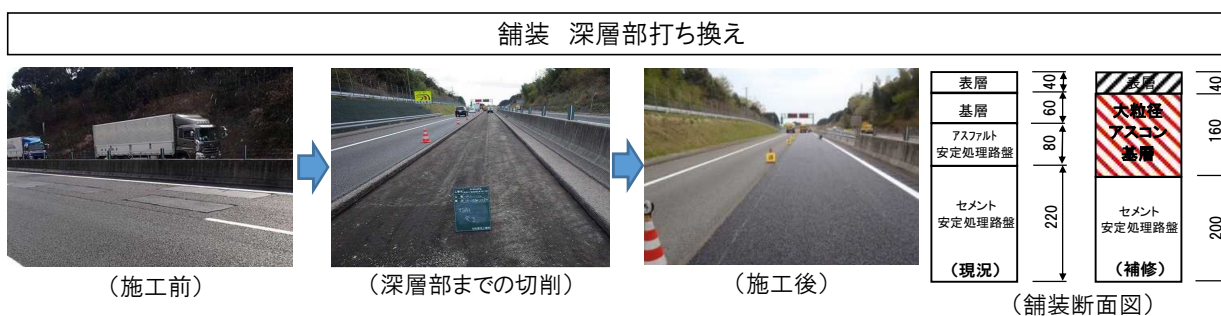 舗装　深層部打ち換え
（施工前）
（深層部までの切削）
（施工後）
表層
40
基層
60
アスファルト
安定処理路盤
80
セメント
安定処理路盤
220
（現況）
表層
40
大粒径
アスコン
基層
160
セメント
安定処理路盤
200
（補修）
（舗装断面図）